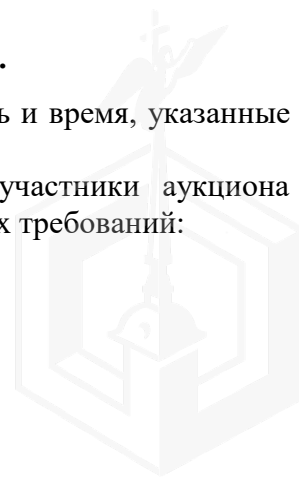 .
ь и время, указанные
участники аукциона
х требований: